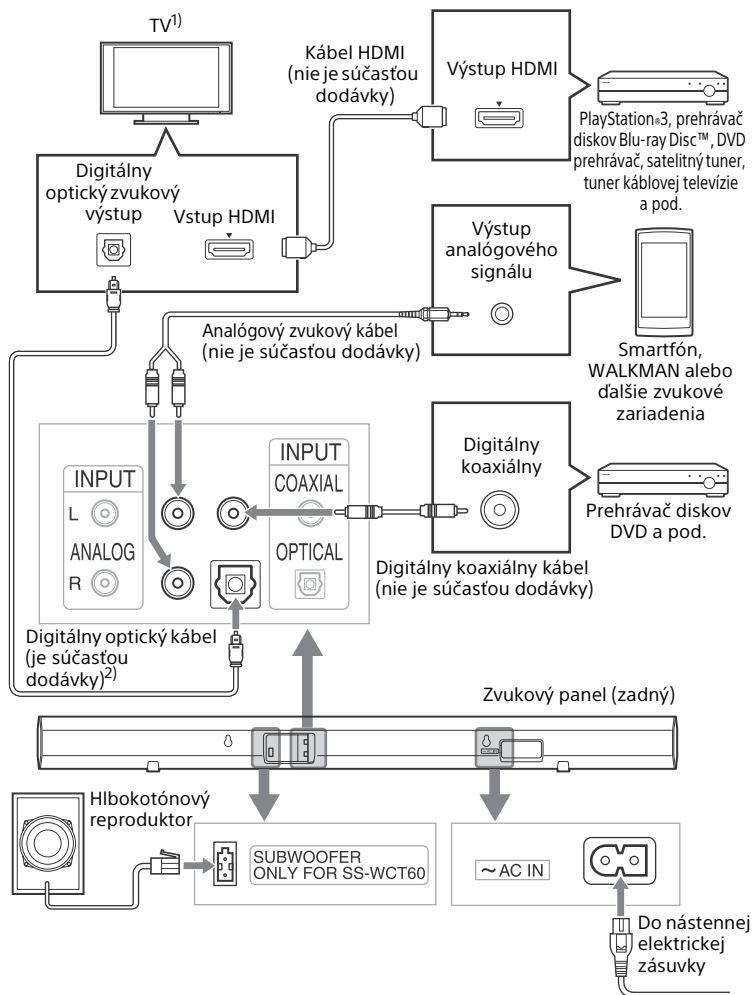 TV1)
Kábel HDMI
(nie je súčasťou
dodávky)
Výstup HDMI
PlayStation®3, prehrávač
diskov Blu-ray Disc™, DVD
prehrávač, satelitný tuner,
tuner káblovej televízie
a pod.
Digitálny
optický zvukový
výstup
Vstup HDMI
Výstup
analógového
signálu
Analógový zvukový kábel
(nie je súčasťou dodávky)
Smartfón,
WALKMAN alebo
ďalšie zvukové
zariadenia
INPUT
L
ANALOG
R
INPUT
COAXIAL
OPTICAL
Digitálny
koaxiálny
Prehrávač diskov
DVD a pod.
Digitálny koaxiálny kábel
(nie je súčasťou dodávky)
Digitálny optický kábel
(je súčasťou
dodávky)2)
Zvukový panel (zadný)
Hlbokotónový
reproduktor
SUBWOOFER
ONLY FOR SS-WCT60
~ AC IN
Do nástennej
elektrickej
zásuvky